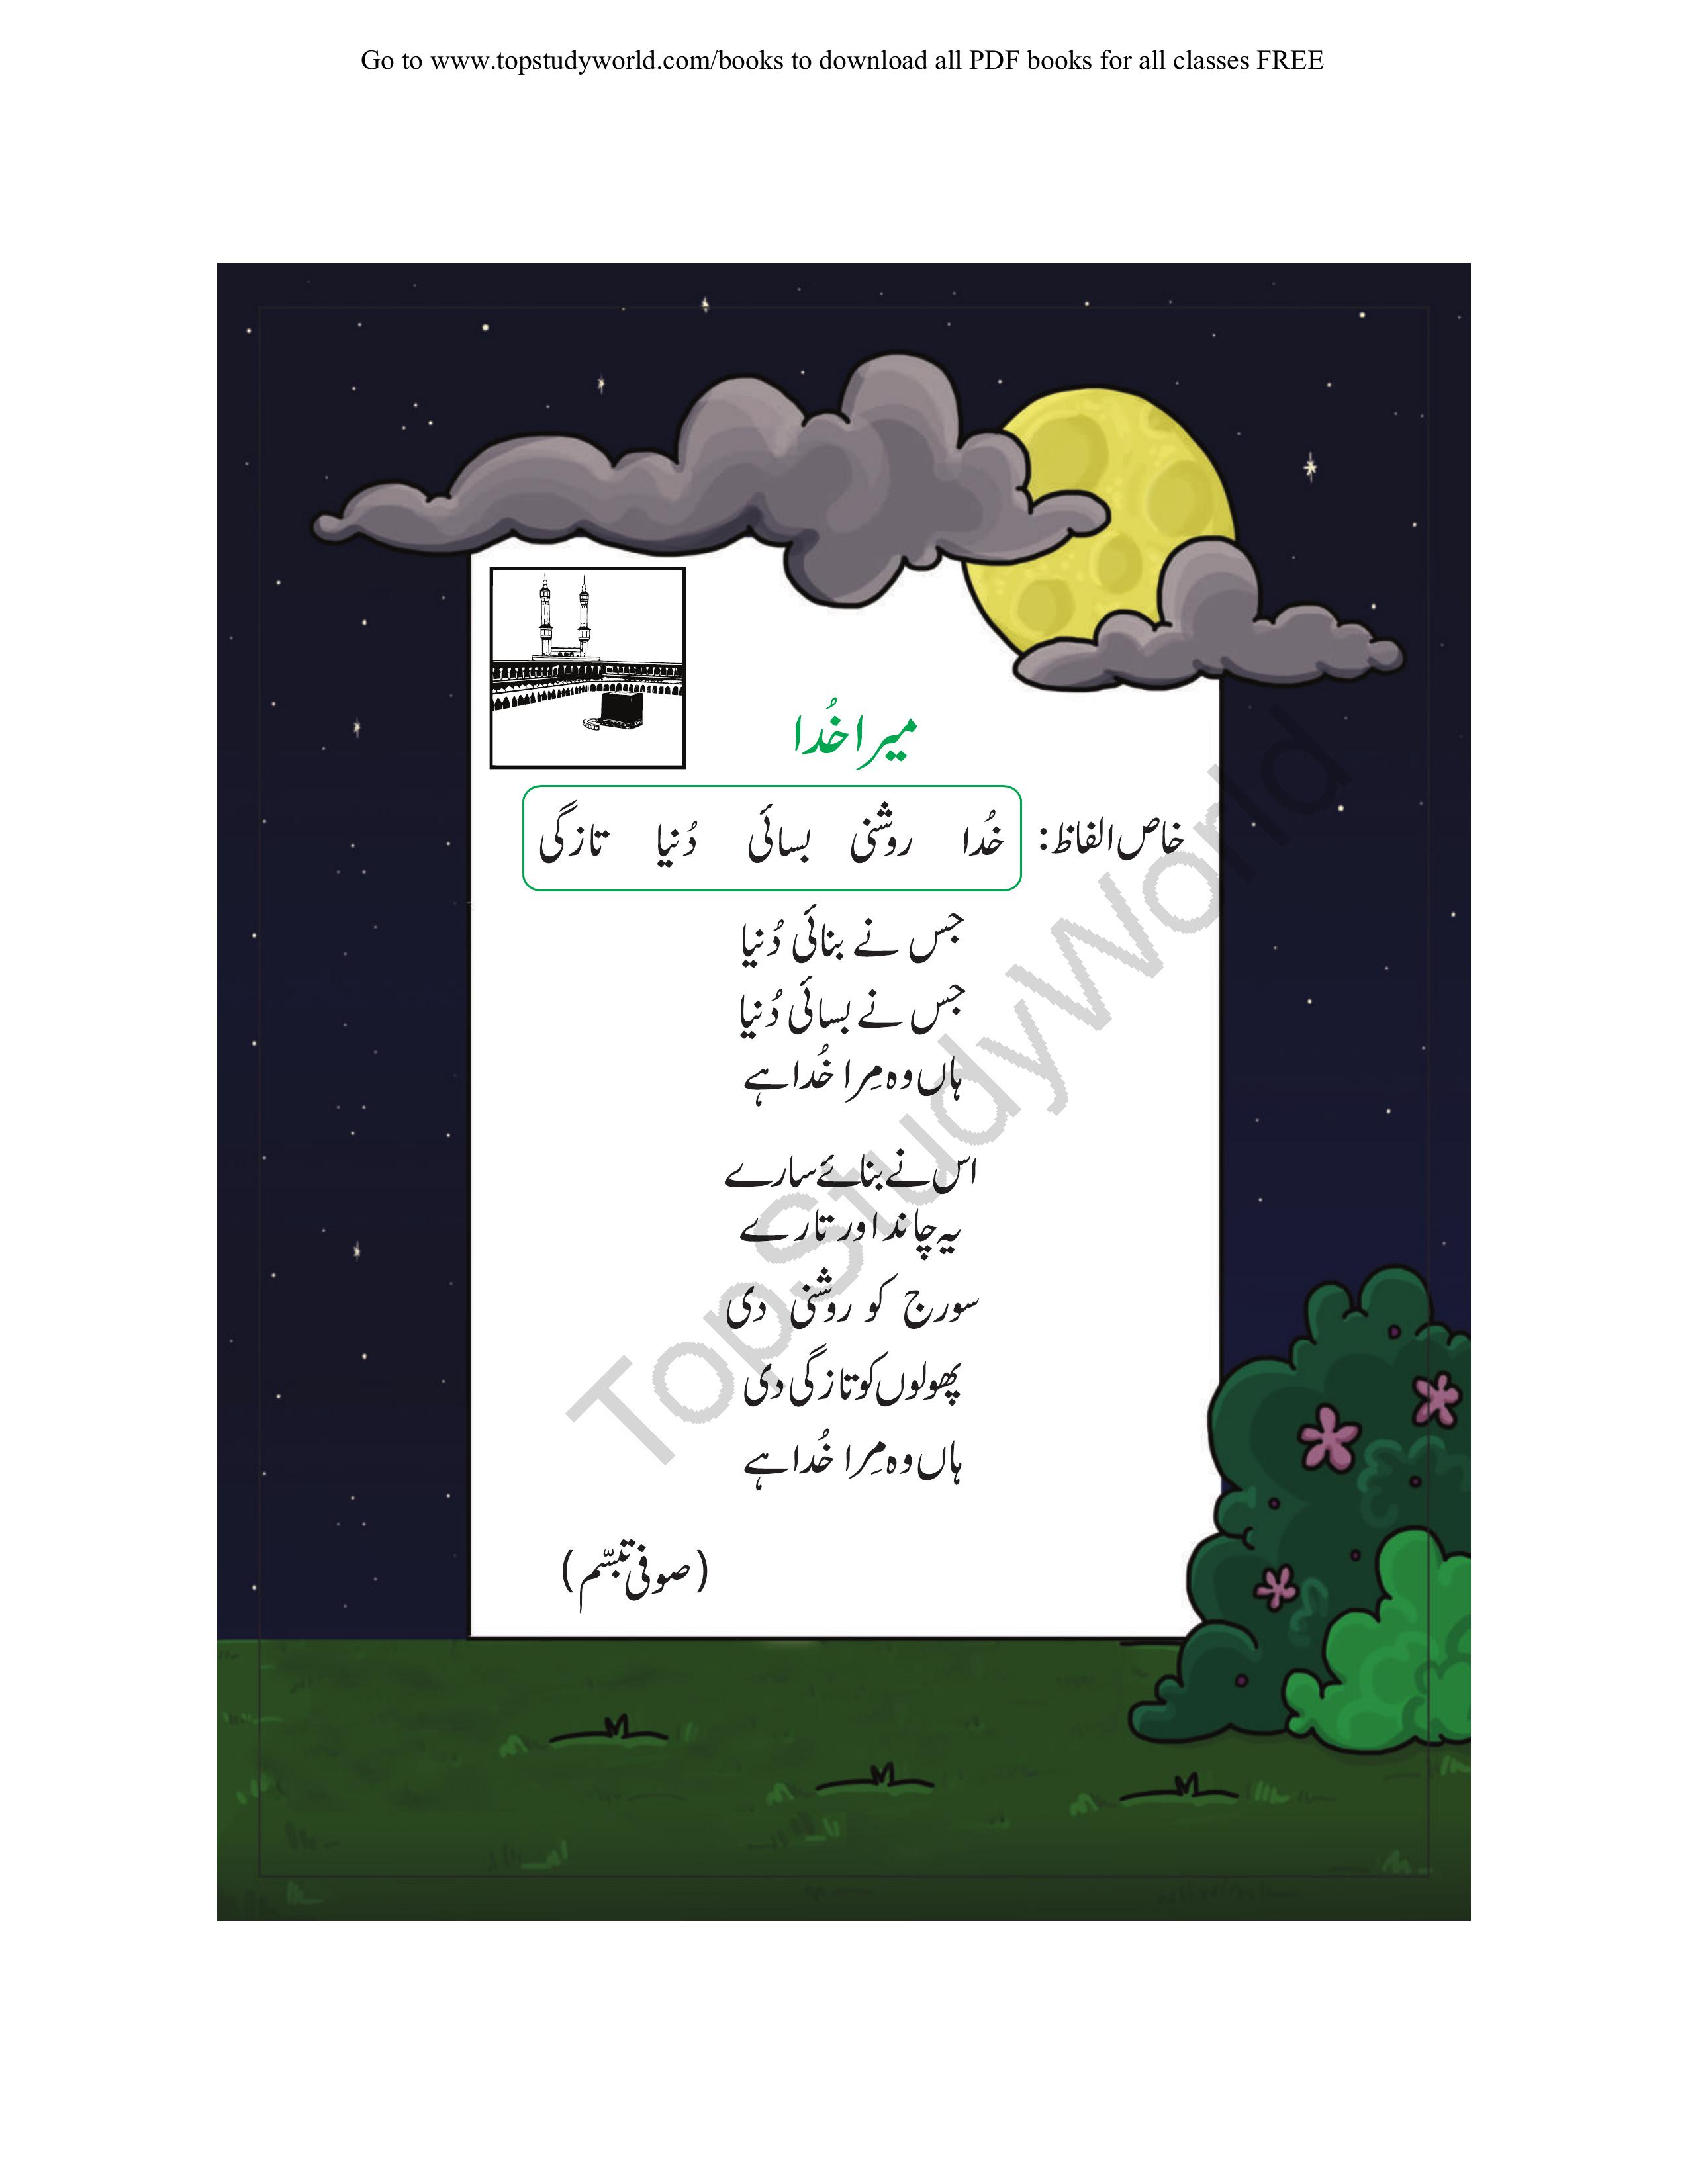 Go to www.topstudyworld.com/books to download all PDF books for all classes FREE
میرا خُدا
خاص الفاظ: خُدا روشنی بسائی دُنیا تازگی
جس نے بنائی دُنیا
جس نے بسائی دُنیا
ہاں وہ مِرا خُدا ہے
اس نے بنائے سارے
یہ چاند اور تارے
سورج کو روشنی دی
پھولوں کو تازگی دی
ہاں وہ مِرا خُدا ہے
(صوفی تبسّم)
TopStudyWorld